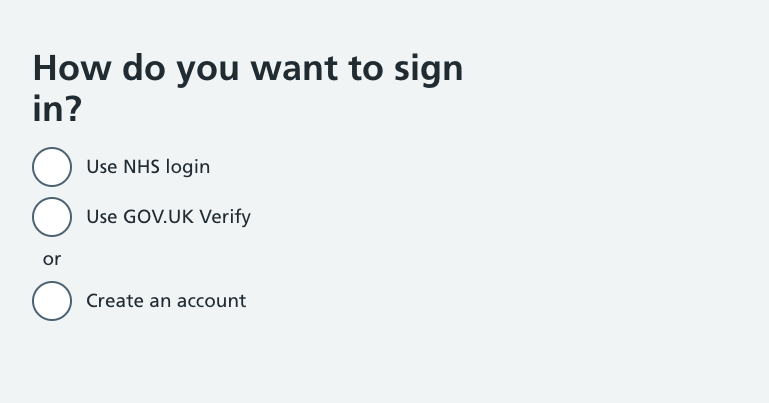 How do you want to sign
in?
Use NHS login
Use GOV.UK Verify
or
Create an account